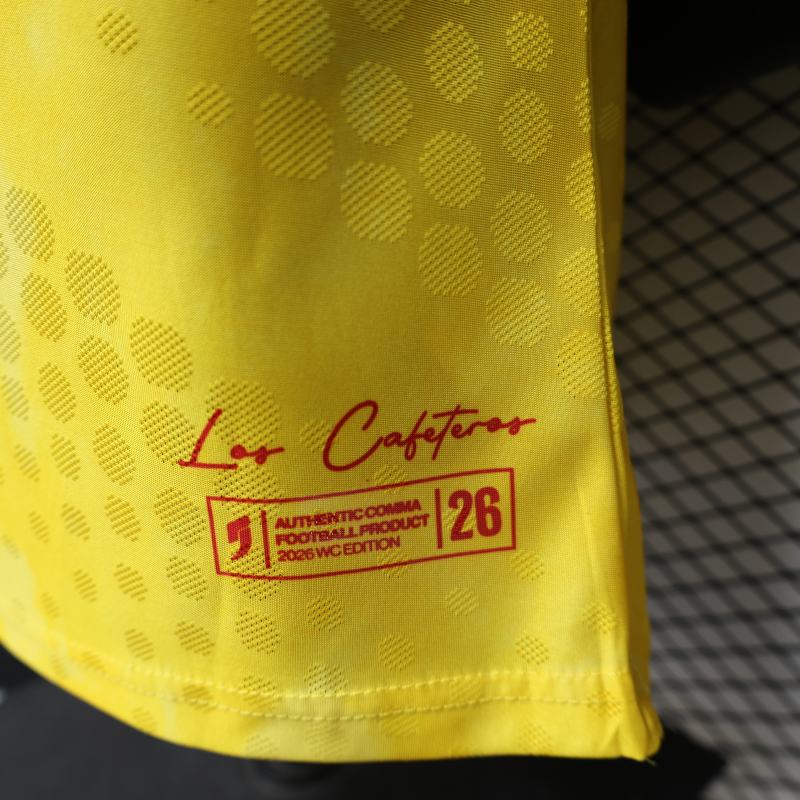 Los Cafeteros
AUTHENTIC COMMA
FOOTBALL PRODUCT
2026 WC EDITION
26